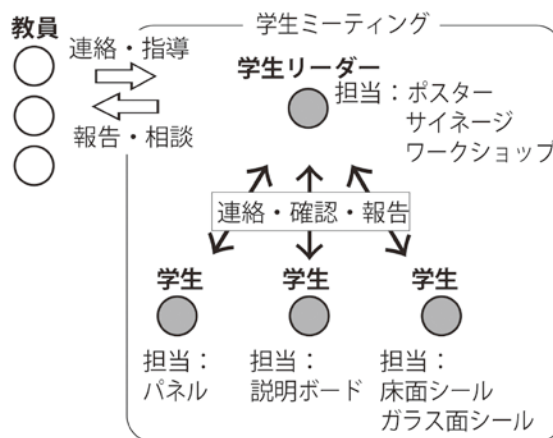 教員
連絡・指導
報告・相談
学生ミーティング
学生リーダー
担当：ポスター
サイネージ
ワークショップ
連絡・確認・報告
学生
担当：
パネル
学生
担当：
説明ボード
学生
担当：
床面シール
ガラス面シール